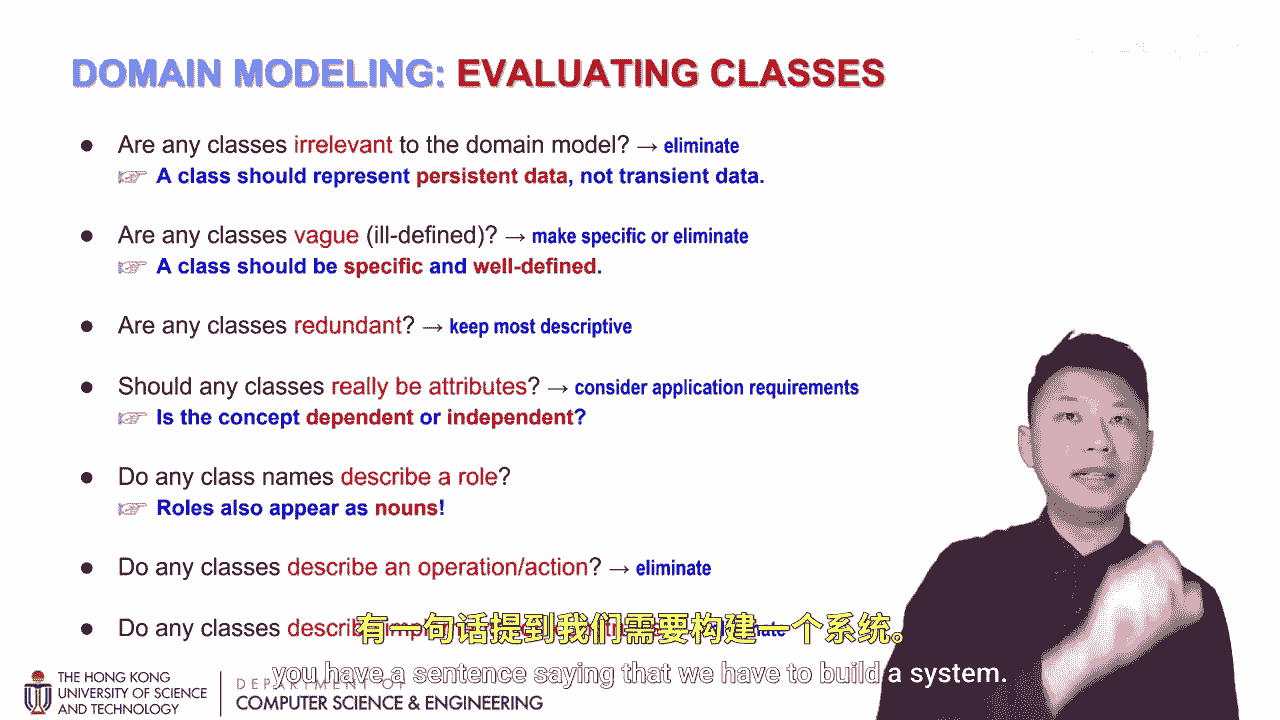 DOMAIN MODELING: EVALUATING CLASSES
● Are any classes irrelevant to the domain model? → eliminate
☞ A class should represent persistent data, not transient data.
● Are any classes vague (ill-defined)? → make specific or eliminate
☞ A class should be specific and well-defined.
● Are any classes redundant? → keep most descriptive
● Should any classes really be attributes? → consider application requirements
☞ Is the concept dependent or independent?
● Do any class names describe a role?
☞ Roles also appear as nouns!
● Do any classes describe an operation/action? → eliminate
● Do any classes
有一句话提到我们需要构建一个系统。
you have a sentence saying that we have to build a system.
THE HONG KONG
UNIVERSITY OF SCIENCE
AND TECHNOLOGY
DEPARTMENT OF
COMPUTER SCIENCE & ENGINEERING